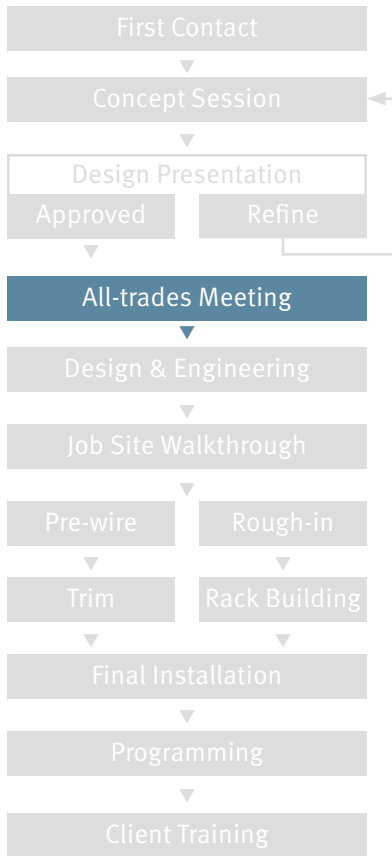 First Contact
Concept Session
Design Presentation
Approved
Refine
All-trades Meeting
Design & Engineering
Job Site Walkthrough
Pre-wire
Rough-in
Trim
Rack Building
Final Installation
Programming
Client Training